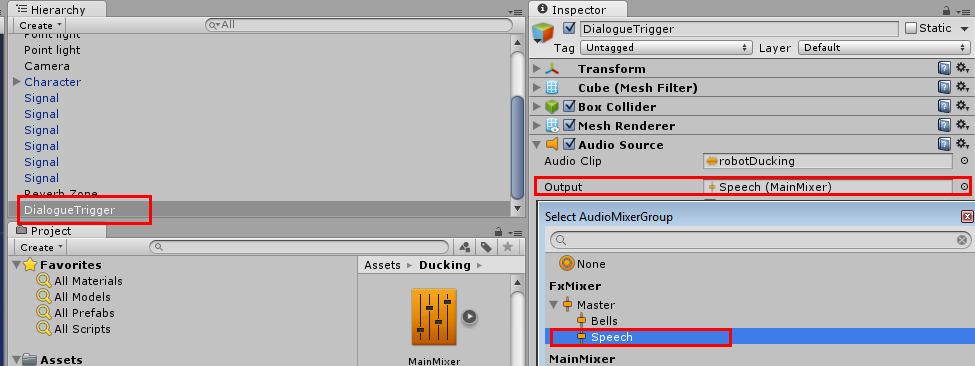 Hierarchy
Create
All
Point light
Point light
Camera
Character
Signal
Signal
Signal
Signal
Signal
Signal
Reverb Zone
DialogueTrigger
Project
Create
Favorites
All Materials
All Models
All Prefabs
All Scripts
Assets
Assets Ducking
MainMixer
Inspector
DialogueTrigger Static
Tag Untagged Layer Default
Transform
Cube (Mesh Filter)
Box Collider
Mesh Renderer
Audio Source
Audio Clip robotDucking
Output Speech (MainMixer)
Select AudioMixerGroup
None
FxMixer
Master
Bells
Speech
MainMixer